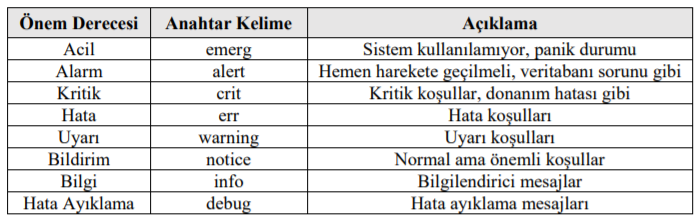 Önem Derecesi Anahtar Kelime Açıklama
Acil emerg Sistem kullanılamıyor, panik durumu
Alarm alert Hemen harekete geçilmeli, veritabanı sorunu gibi
Kritik crit Kritik koşullar, donanım hatası gibi
Hata err Hata koşulları
Uyarı warning Uyarı koşulları
Bildirim notice Normal ama önemli koşullar
Bilgi info Bilgilendirici mesajlar
Hata Ayıklama debug Hata ayıklama mesajları